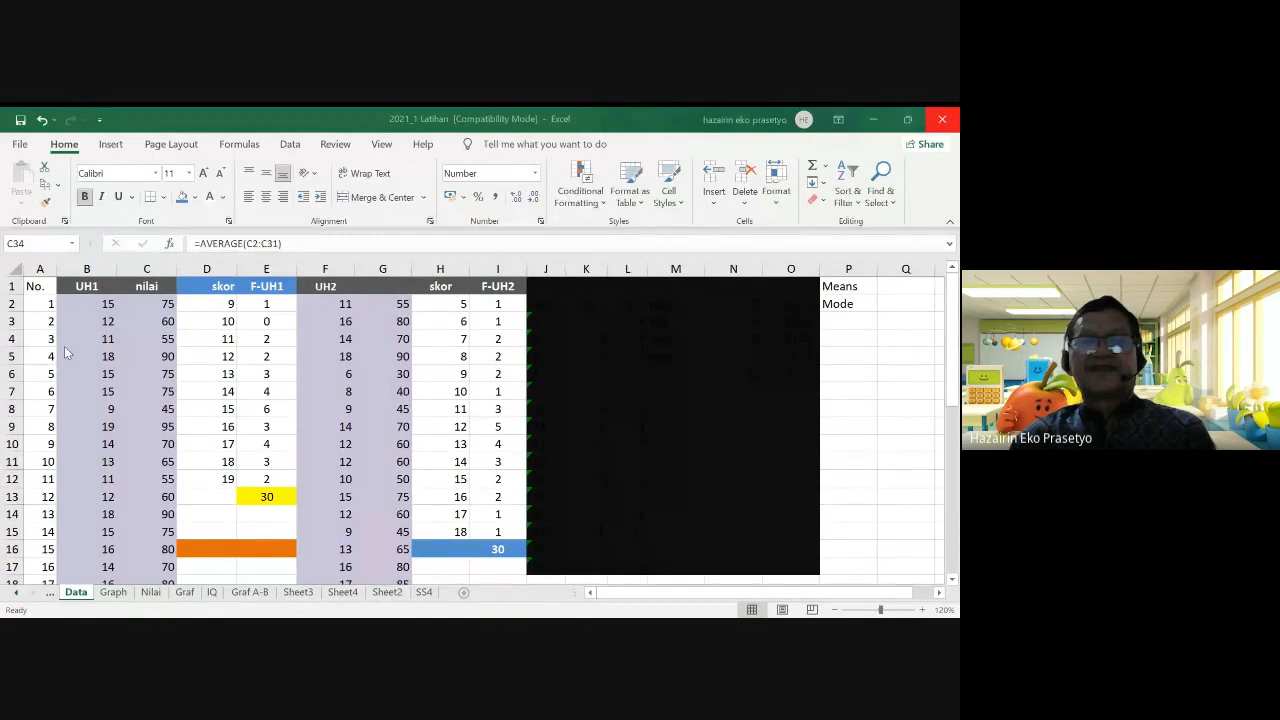 2021_1 Latihan [Compatibility Mode] - Excel
hazairin eko prasetyo HE
File Home Insert Page Layout Formulas Data Review View Help Tell me what you want to do Share
Paste Calibri 11 A A Wrap Text Number Conditional Formatting Format as Table Cell Styles Insert Delete Format Sort & Filter Find & Select
B I U A Merge & Center % ,
Clipboard Font Alignment Number Styles Cells Editing
C34 fx =AVERAGE(C2:C31)
A B C D E F G H I J K L M N O P Q
1 No. UH1 nilai skor F-UH1 UH2 skor F-UH2 Means
2 1 15 75 9 1 11 55 5 1 Mode
3 2 12 60 10 0 16 80 6 1
4 3 11 55 11 2 14 70 7 2
5 4 18 90 12 2 18 90 8 2
6 5 15 75 13 3 6 30 9 2
7 6 15 75 14 4 8 40 10 1
8 7 9 45 15 6 9 45 11 3
9 8 19 95 16 3 14 70 12 5
10 9 14 70 17 4 12 60 13 4
11 10 13 65 18 3 12 60 14 3
12 11 11 55 19 2 10 50 15 2
13 12 12 60 30 15 75 16 2
14 13 18 90 12 60 17 1
15 14 15 75 9 45 18 1
16 15 16 80 13 65 30
17 16 14 70 16 80
... Data Graph Nilai Graf IQ Graf A-B Sheet3 Sheet4 Sheet2 SS4
Ready 120%
Hazairin Eko Prasetyo